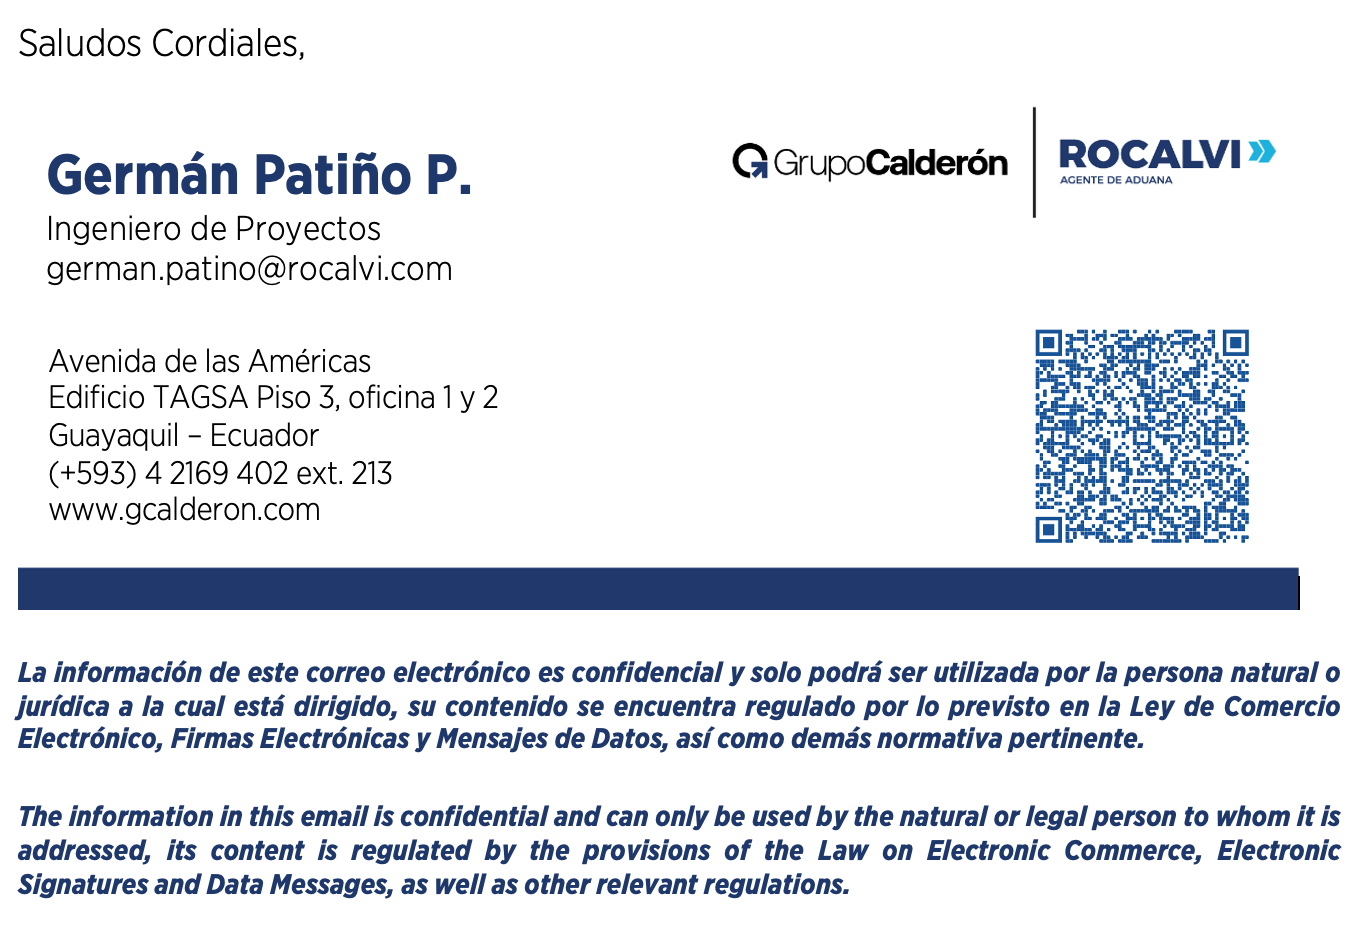 Saludos Cordiales,
GrupoCalderón
ROCALVI
AGENTE DE ADUANA
Germán Patiño P.
Ingeniero de Proyectos
german.patino@rocalvi.com
Avenida de las Américas
Edificio TAGSA Piso 3, oficina 1 y 2
Guayaquil – Ecuador
(+593) 4 2169 402 ext. 213
www.gcalderon.com
La información de este correo electrónico es confidencial y solo podrá ser utilizada por la persona natural o
jurídica a la cual está dirigido, su contenido se encuentra regulado por lo previsto en la Ley de Comercio
Electrónico, Firmas Electrónicas y Mensajes de Datos, así como demás normativa pertinente.
The information in this email is confidential and can only be used by the natural or legal person to whom it is
addressed, its content is regulated by the provisions of the Law on Electronic Commerce, Electronic
Signatures and Data Messages, as well as other relevant regulations.